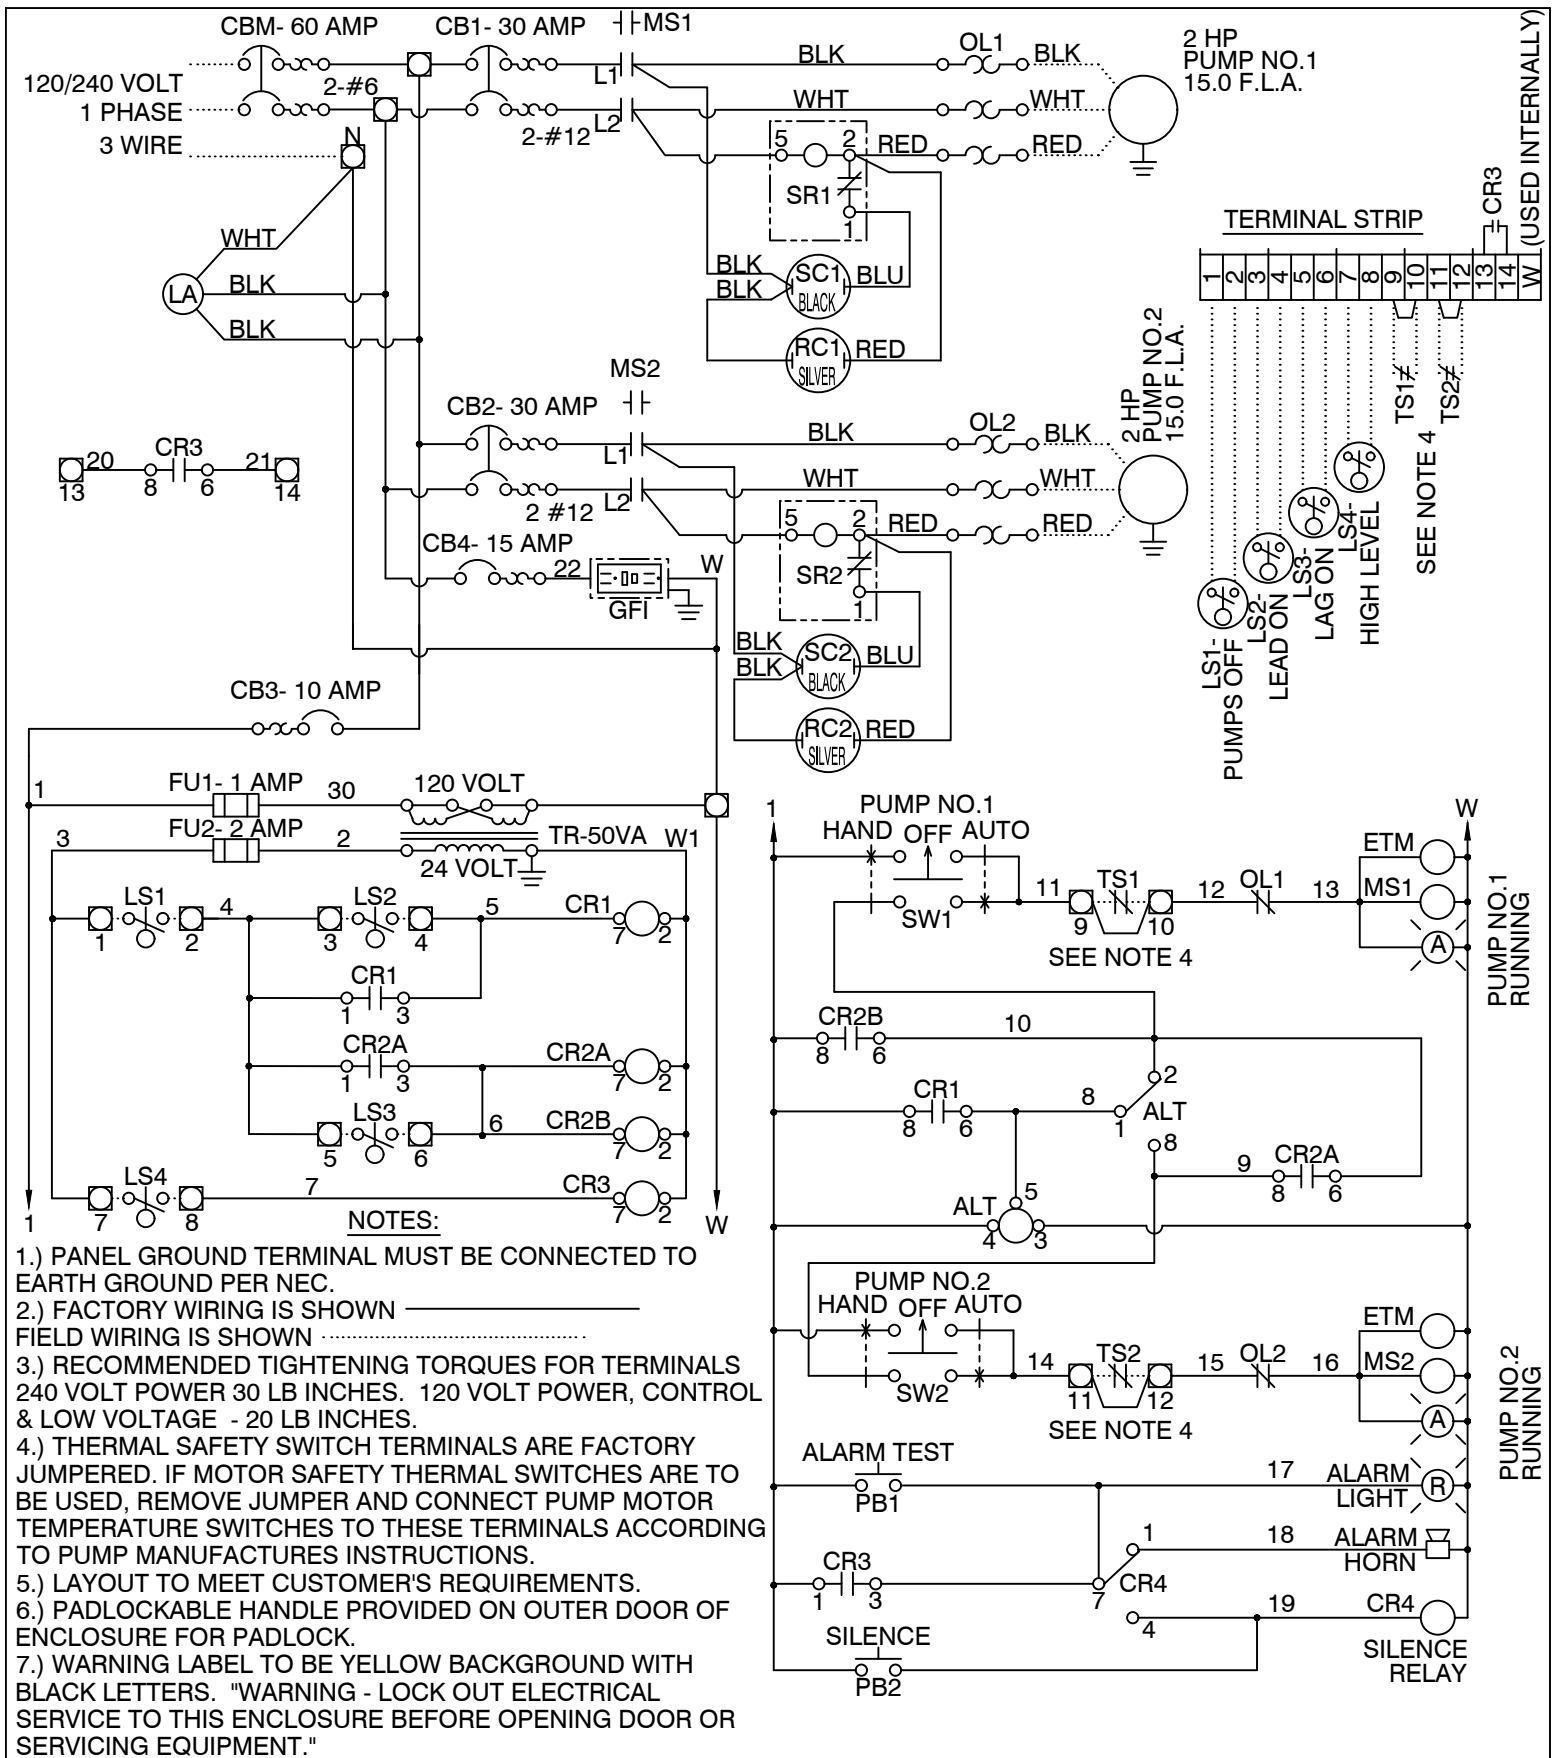 CBM- 60 AMP
CB1- 30 AMP
MS1
120/240 VOLT
1 PHASE
3 WIRE
2-#6
N
2-#12
L1
L2
BLK
WHT
OL1
BLK
WHT
RED
RED
5
2
SR1
1
2 HP
PUMP NO.1
15.0 F.L.A.
WHT
LA
BLK
BLK
BLK
BLK
SC1
BLACK
BLU
RC1
SILVER
RED
TERMINAL STRIP
1 2 3 4 5 6 7 8 9 10 11 12 13 14 W
CR3
(USED INTERNALLY)
TS1
TS2
SEE NOTE 4
LS1-
PUMPS OFF
LS2-
LEAD ON
LS3-
LAG ON
LS4-
HIGH LEVEL
MS2
CB2- 30 AMP
L1
L2
2 #12
BLK
WHT
OL2
BLK
WHT
RED
RED
5
2
SR2
1
2 HP
PUMP NO.2
15.0 F.L.A.
20
CR3
21
13
8
6
14
CB4- 15 AMP
22
GFI
W
BLK
BLK
SC2
BLACK
BLU
RC2
SILVER
RED
CB3- 10 AMP
1
FU1- 1 AMP
30
120 VOLT
3
FU2- 2 AMP
2
TR-50VA
W1
24 VOLT
LS1
4
LS2
5
CR1
1
2
3
4
7
2
CR1
1
3
CR2A
1
3
CR2A
7
2
LS3
5
6
6
CR2B
7
2
LS4
7
8
7
CR3
7
2
1
W
1
W
PUMP NO.1
HAND
OFF
AUTO
SW1
11
TS1
9
10
SEE NOTE 4
12
OL1
13
ETM
MS1
A
PUMP NO.1
RUNNING
CR2B
8
6
10
CR1
8
6
8
1
2
ALT
8
9
CR2A
8
6
ALT
5
4
3
PUMP NO.2
HAND
OFF
AUTO
SW2
14
TS2
11
12
SEE NOTE 4
15
OL2
16
ETM
MS2
A
PUMP NO.2
RUNNING
ALARM TEST
PB1
17
ALARM
LIGHT
R
CR3
1
3
1
7
CR4
4
18
ALARM
HORN
19
CR4
SILENCE
RELAY
SILENCE
PB2
NOTES:
1.) PANEL GROUND TERMINAL MUST BE CONNECTED TO
EARTH GROUND PER NEC.
2.) FACTORY WIRING IS SHOWN
FIELD WIRING IS SHOWN
3.) RECOMMENDED TIGHTENING TORQUES FOR TERMINALS
240 VOLT POWER 30 LB INCHES. 120 VOLT POWER, CONTROL
& LOW VOLTAGE - 20 LB INCHES.
4.) THERMAL SAFETY SWITCH TERMINALS ARE FACTORY
JUMPERED. IF MOTOR SAFETY THERMAL SWITCHES ARE TO
BE USED, REMOVE JUMPER AND CONNECT PUMP MOTOR
TEMPERATURE SWITCHES TO THESE TERMINALS ACCORDING
TO PUMP MANUFACTURES INSTRUCTIONS.
5.) LAYOUT TO MEET CUSTOMER'S REQUIREMENTS.
6.) PADLOCKABLE HANDLE PROVIDED ON OUTER DOOR OF
ENCLOSURE FOR PADLOCK.
7.) WARNING LABEL TO BE YELLOW BACKGROUND WITH
BLACK LETTERS. "WARNING - LOCK OUT ELECTRICAL
SERVICE TO THIS ENCLOSURE BEFORE OPENING DOOR OR
SERVICING EQUIPMENT."